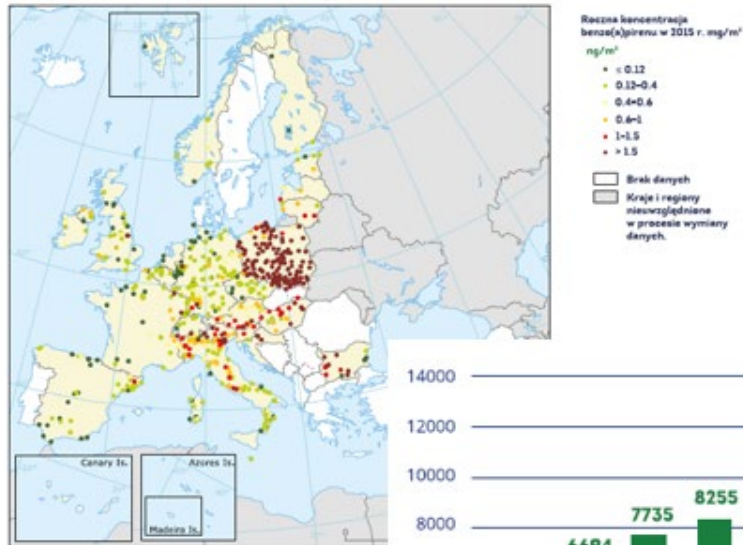 Roczna koncentracja
benzo(a)pirenu w 2015 r. mg/m³
ng/m³
≤ 0.12
0.12–0.4
0.4–0.6
0.6–1
1–1.5
> 1.5
Brak danych
Kraje i regiony
nieuwzględnione
w procesie wymiany
danych.
Canary Is.
Azores Is.
Madeira Is.
14000
12000
10000
8000
6684
7735
8255